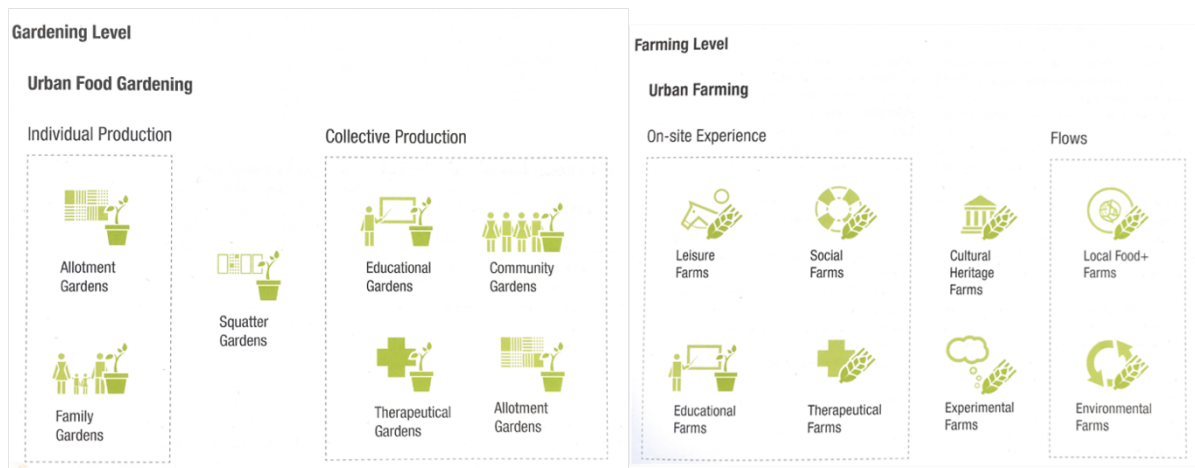 Gardening Level
Urban Food Gardening
Individual Production
Collective Production
Allotment
Gardens
Family
Gardens
Squatter
Gardens
Educational
Gardens
Community
Gardens
Therapeutical
Gardens
Allotment
Gardens
Farming Level
Urban Farming
On-site Experience
Flows
Leisure
Farms
Social
Farms
Cultural
Heritage
Farms
Local Food+
Farms
Educational
Farms
Therapeutical
Farms
Experimental
Farms
Environmental
Farms